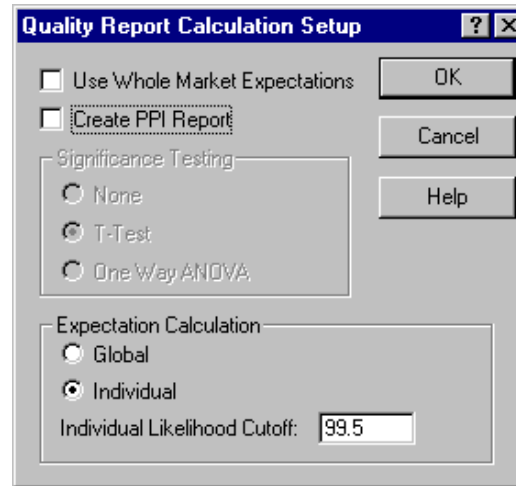 Quality Report Calculation Setup
Use Whole Market Expectations
OK
Create PPI Report
Cancel
Significance Testing
None
Help
T-Test
One Way ANOVA
Expectation Calculation
Global
Individual
Individual Likelihood Cutoff: 99.5